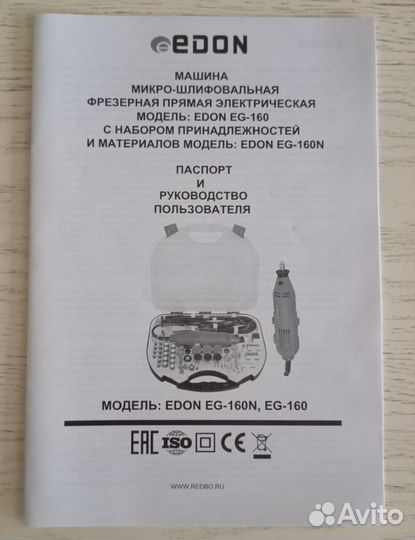 EDON
МАШИНА
МИКРО-ШЛИФОВАЛЬНАЯ
ФРЕЗЕРНАЯ ПРЯМАЯ ЭЛЕКТРИЧЕСКАЯ
МОДЕЛЬ: EDON EG-160
С НАБОРОМ ПРИНАДЛЕЖНОСТЕЙ
И МАТЕРИАЛОВ МОДЕЛЬ: EDON EG-160N
ПАСПОРТ
И
РУКОВОДСТВО
ПОЛЬЗОВАТЕЛЯ
МОДЕЛЬ: EDON EG-160N, EG-160
EAC ISO CE
WWW.REDBO.RU
Avito